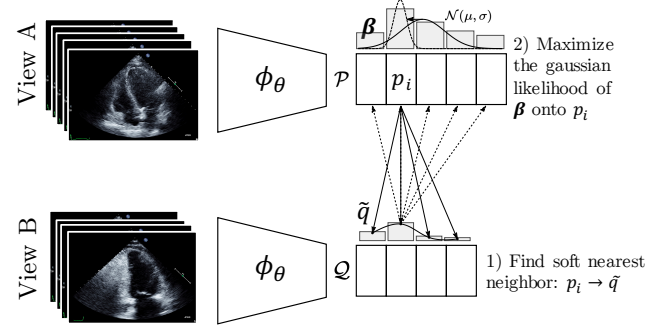 View A
ϕθ
𝒫
β
𝒩(μ,σ)
pᵢ
2) Maximize
the gaussian
likelihood of
β onto pᵢ
View B
ϕθ
𝒬
q̃
1) Find soft nearest
neighbor: pᵢ → q̃